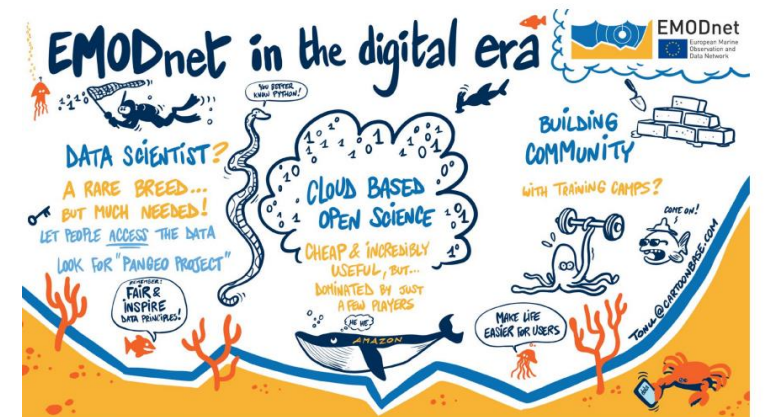 EMODnet in the digital era
EMODnet
European Marine
Observation and
Data Network
DATA SCIENTIST?
A RARE BREED...
BUT MUCH NEEDED!
LET PEOPLE ACCESS THE DATA
LOOK FOR "PANGEO PROJECT"
REMEMBER:
FAIR &
INSPIRE
DATA PRINCIPLES!
YOU BETTER
KNOW PYTHON!
CLOUD BASED
OPEN SCIENCE
CHEAP & INCREDIBLY
USEFUL, BUT...
DOMINATED BY JUST
A FEW PLAYERS
HE HE
AMAZON
BUILDING
COMMUNITY
WITH TRAINING CAMPS?
COME ON!
MAKE LIFE
EASIER FOR USERS
TONU@CARTOONBASE.COM